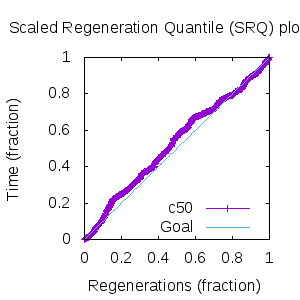 Scaled Regeneration Quantile (SRQ) plo
1
0.8
0.6
0.4
0.2
0
Time (fraction)
c50
Goal
0 0.2 0.4 0.6 0.8 1
Regenerations (fraction)